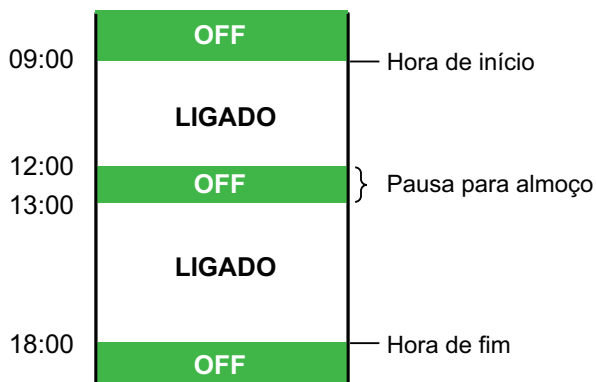 OFF
09:00
Hora de início
LIGADO
12:00
OFF
Pausa para almoço
13:00
LIGADO
18:00
Hora de fim
OFF